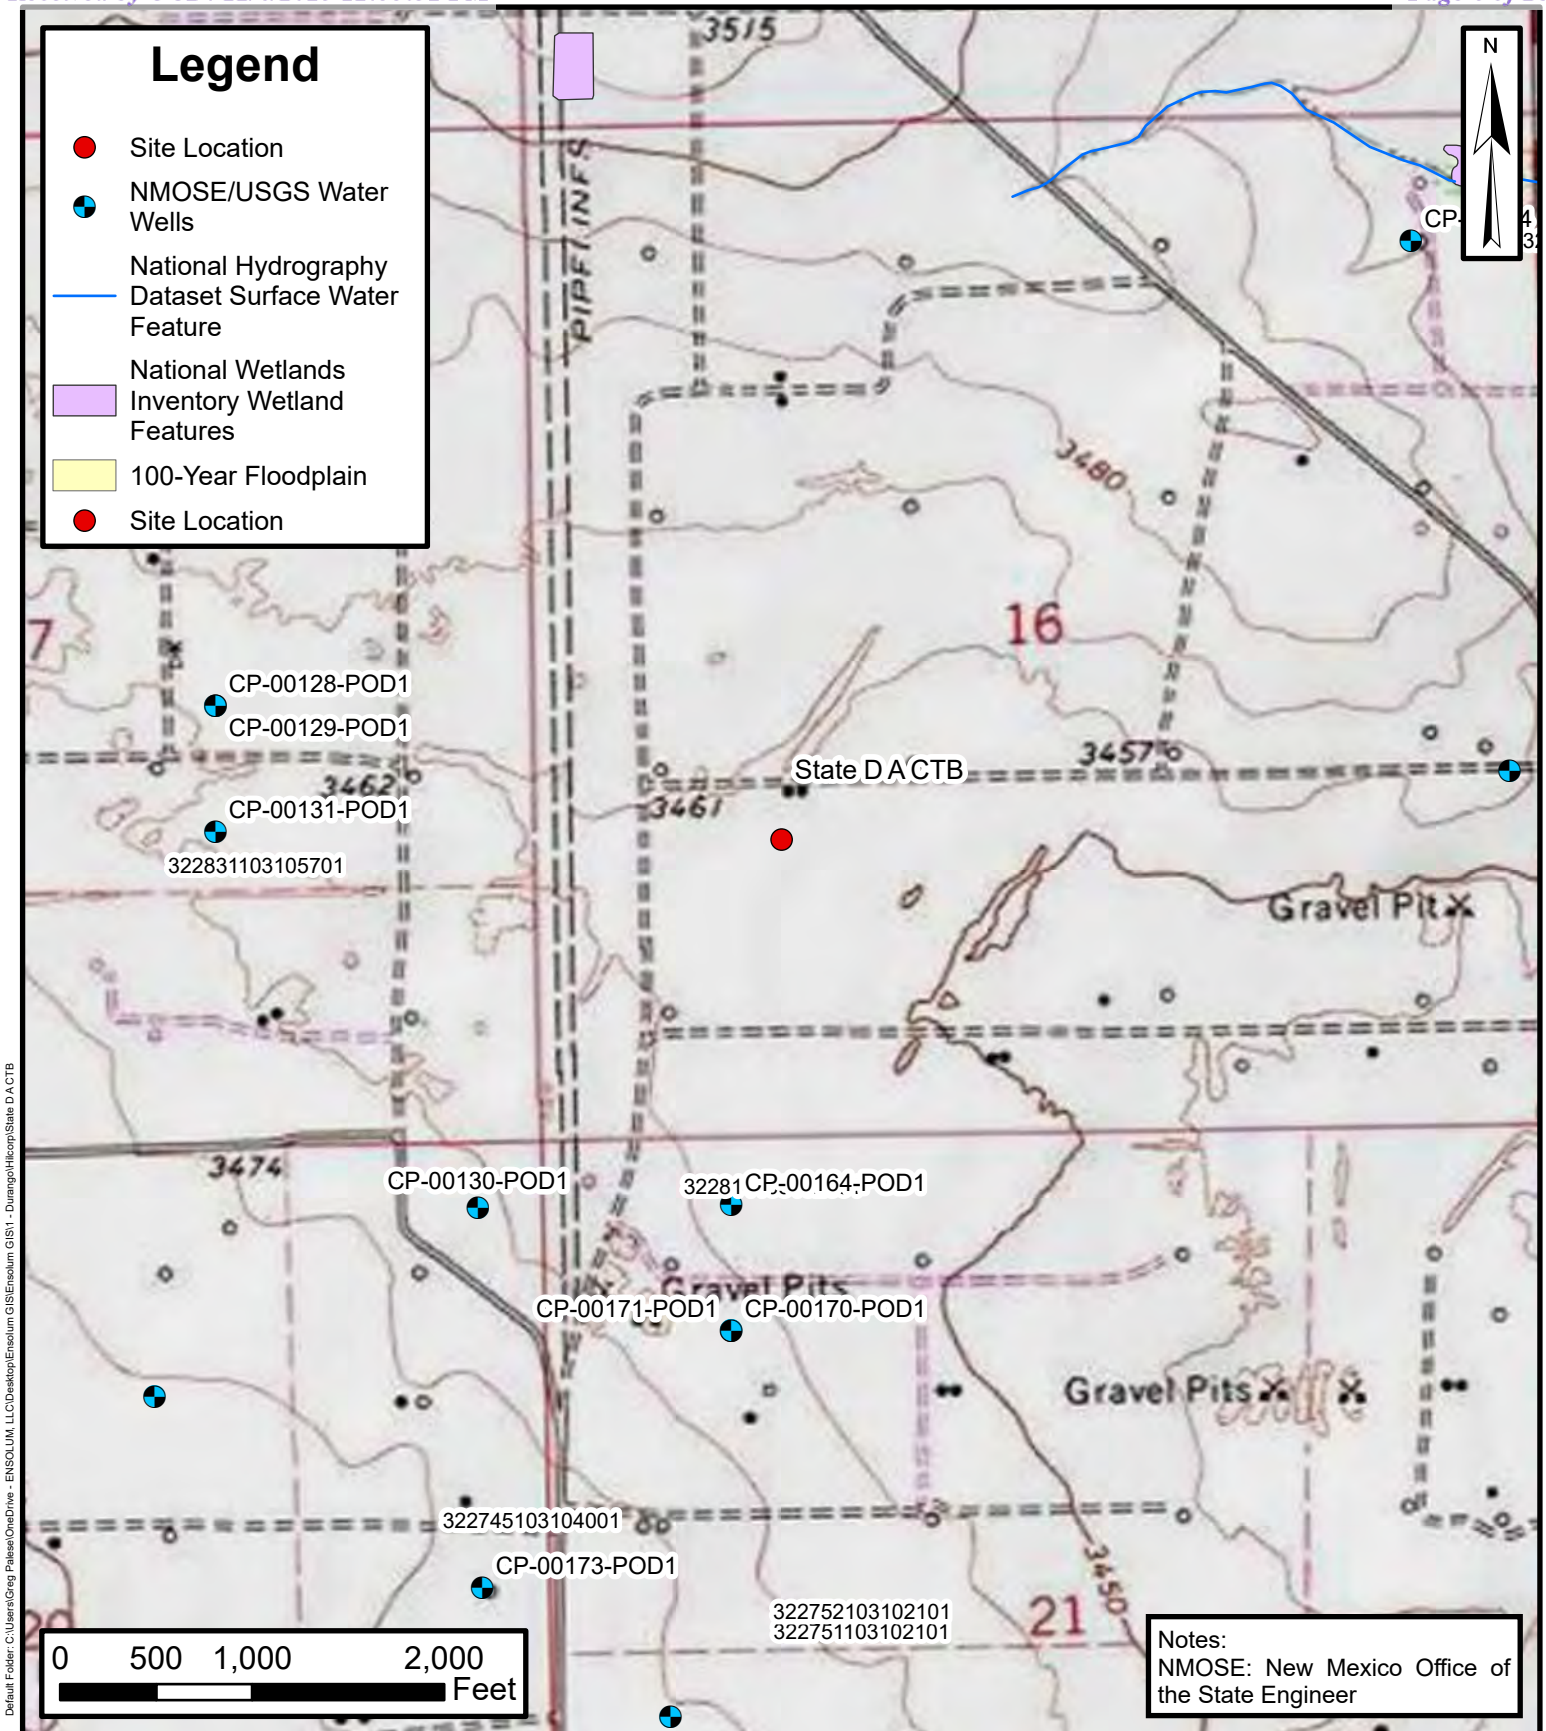 Legend
Site Location
NMOSE/USGS Water
Wells
National Hydrography
Dataset Surface Water
Feature
National Wetlands
Inventory Wetland
Features
100-Year Floodplain
Site Location
N
3515
PIPELINES
CP-
4
3480
16
7
CP-00128-POD1
CP-00129-POD1
3462
CP-00131-POD1
322831103105701
State D A CTB
3457
3461
Gravel Pit
3474
CP-00130-POD1
32281
CP-00164-POD1
Gravel Pits
CP-00171-POD1
CP-00170-POD1
Gravel Pits
322745103104001
CP-00173-POD1
3450
322752103102101
322751103102101
21
20
0 500 1,000 2,000
Feet
Notes:
NMOSE: New Mexico Office of
the State Engineer
Default Folder: C:\Users\Greg Palese\OneDrive - ENSOLUM, LLC\Desktop\Ensolum GIS\Ensolum GIS\1 - Durango\Hilcorp\State D A CTB